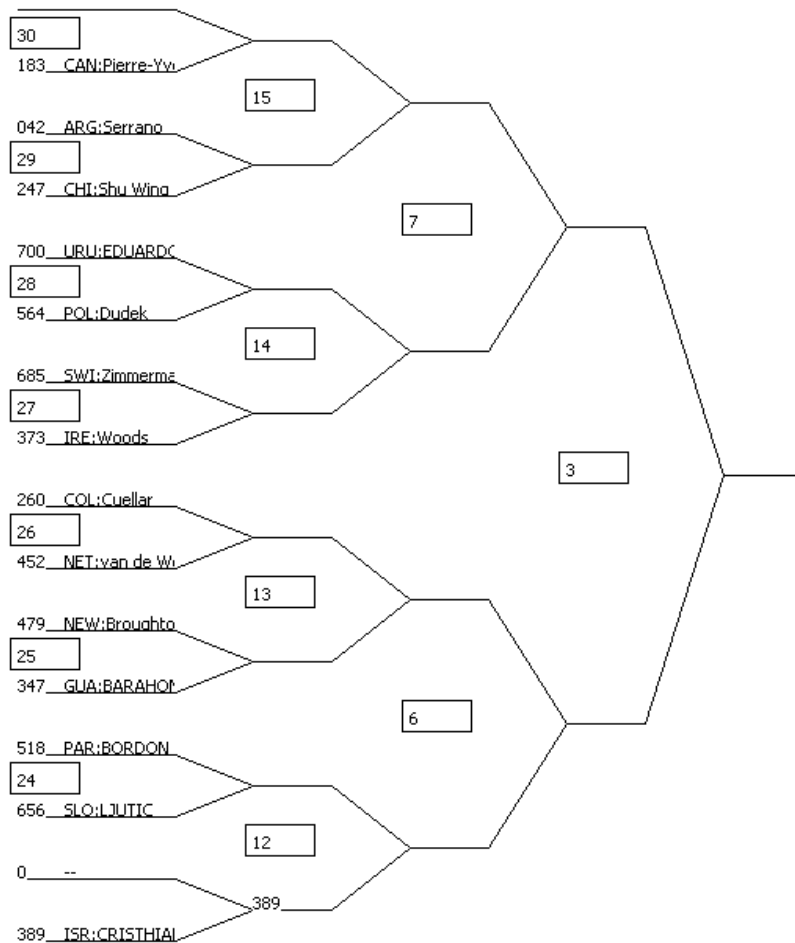 30
183 CAN:Pierre-Yv
15
042 ARG:Serrano
29
247 CHI:Shu Wing
7
700 URU:EDUARDO
28
564 POL:Dudek
14
685 SWI:Zimmerma
27
373 IRE:Woods
3
260 COL:Cuellar
26
452 NET:van de W
13
479 NEW:Broughto
25
347 GUA:BARAHON
6
518 PAR:BORDON
24
656 SLO:LJUTIC
12
0 --
389
389 ISR:CRISTHIAN